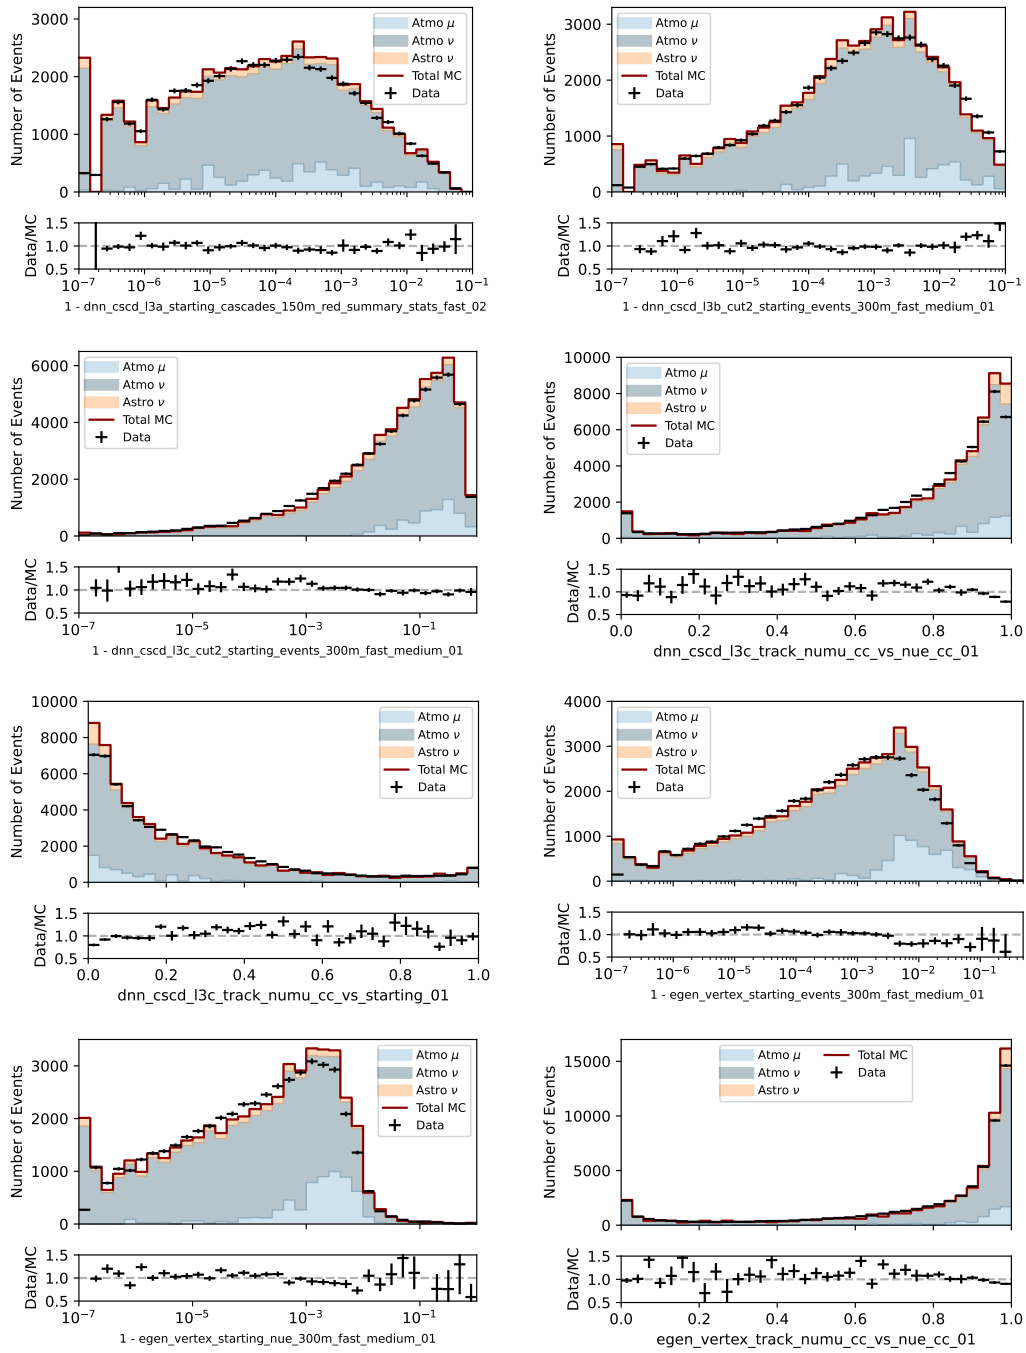 3000
2000
1000
0
Number of Events
Atmo μ
Atmo ν
Astro ν
Total MC
Data
1.5
1.0
0.5
Data/MC
10⁻⁷ 10⁻⁶ 10⁻⁵ 10⁻⁴ 10⁻³ 10⁻² 10⁻¹
1 - dnn_cscd_l3a_starting_cascades_150m_red_summary_stats_fast_02
3000
2000
1000
0
Number of Events
Atmo μ
Atmo ν
Astro ν
Total MC
Data
1.5
1.0
0.5
Data/MC
10⁻⁷ 10⁻⁶ 10⁻⁵ 10⁻⁴ 10⁻³ 10⁻² 10⁻¹
1 - dnn_cscd_l3b_cut2_starting_events_300m_fast_medium_01
6000
4000
2000
0
Number of Events
Atmo μ
Atmo ν
Astro ν
Total MC
Data
1.5
1.0
0.5
Data/MC
10⁻⁷ 10⁻⁵ 10⁻³ 10⁻¹
1 - dnn_cscd_l3c_cut2_starting_events_300m_fast_medium_01
10000
8000
6000
4000
2000
0
Number of Events
Atmo μ
Atmo ν
Astro ν
Total MC
Data
1.5
1.0
0.5
Data/MC
0.0 0.2 0.4 0.6 0.8 1.0
dnn_cscd_l3c_track_numu_cc_vs_nue_cc_01
10000
8000
6000
4000
2000
0
Number of Events
Atmo μ
Atmo ν
Astro ν
Total MC
Data
1.5
1.0
0.5
Data/MC
0.0 0.2 0.4 0.6 0.8 1.0
dnn_cscd_l3c_track_numu_cc_vs_starting_01
4000
3000
2000
1000
0
Number of Events
Atmo μ
Atmo ν
Astro ν
Total MC
Data
1.5
1.0
0.5
Data/MC
10⁻⁷ 10⁻⁶ 10⁻⁵ 10⁻⁴ 10⁻³ 10⁻² 10⁻¹
1 - egen_vertex_starting_events_300m_fast_medium_01
3000
2000
1000
0
Number of Events
Atmo μ
Atmo ν
Astro ν
Total MC
Data
1.5
1.0
0.5
Data/MC
10⁻⁷ 10⁻⁵ 10⁻³ 10⁻¹
1 - egen_vertex_starting_nue_300m_fast_medium_01
15000
10000
5000
0
Number of Events
Atmo μ
Atmo ν
Astro ν
Total MC
Data
1.5
1.0
0.5
Data/MC
0.0 0.2 0.4 0.6 0.8 1.0
egen_vertex_track_numu_cc_vs_nue_cc_01